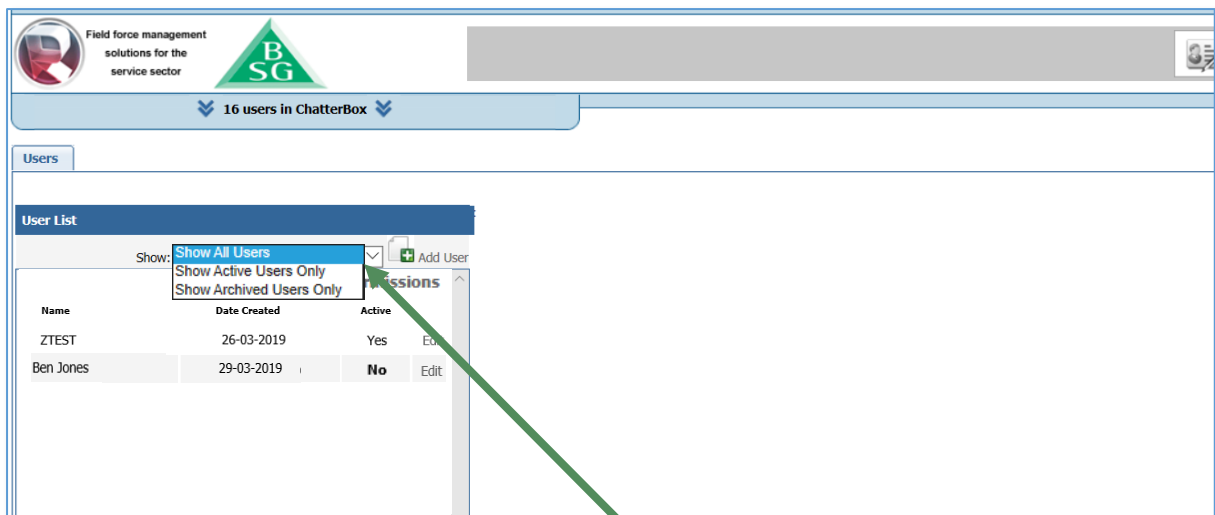 Field force management
solutions for the
service sector
B
SG
16 users in ChatterBox
Users
User List
Show:
Show All Users
Show Active Users Only
Show Archived Users Only
Add User
Name Date Created Active
ZTEST 26-03-2019 Yes
Ben Jones 29-03-2019 No Edit